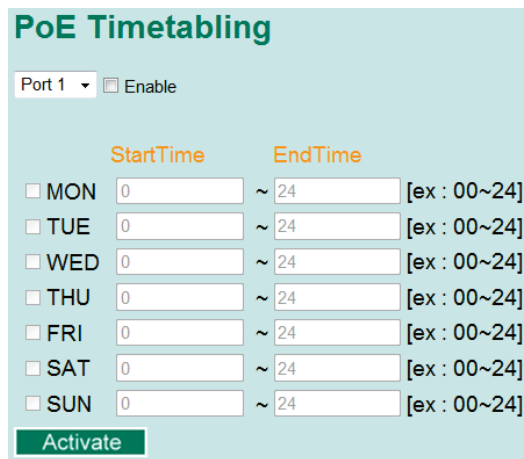 PoE Timetabling
Port 1 Enable
StartTime EndTime
MON 0 ~ 24 [ex : 00~24]
TUE 0 ~ 24 [ex : 00~24]
WED 0 ~ 24 [ex : 00~24]
THU 0 ~ 24 [ex : 00~24]
FRI 0 ~ 24 [ex : 00~24]
SAT 0 ~ 24 [ex : 00~24]
SUN 0 ~ 24 [ex : 00~24]
Activate